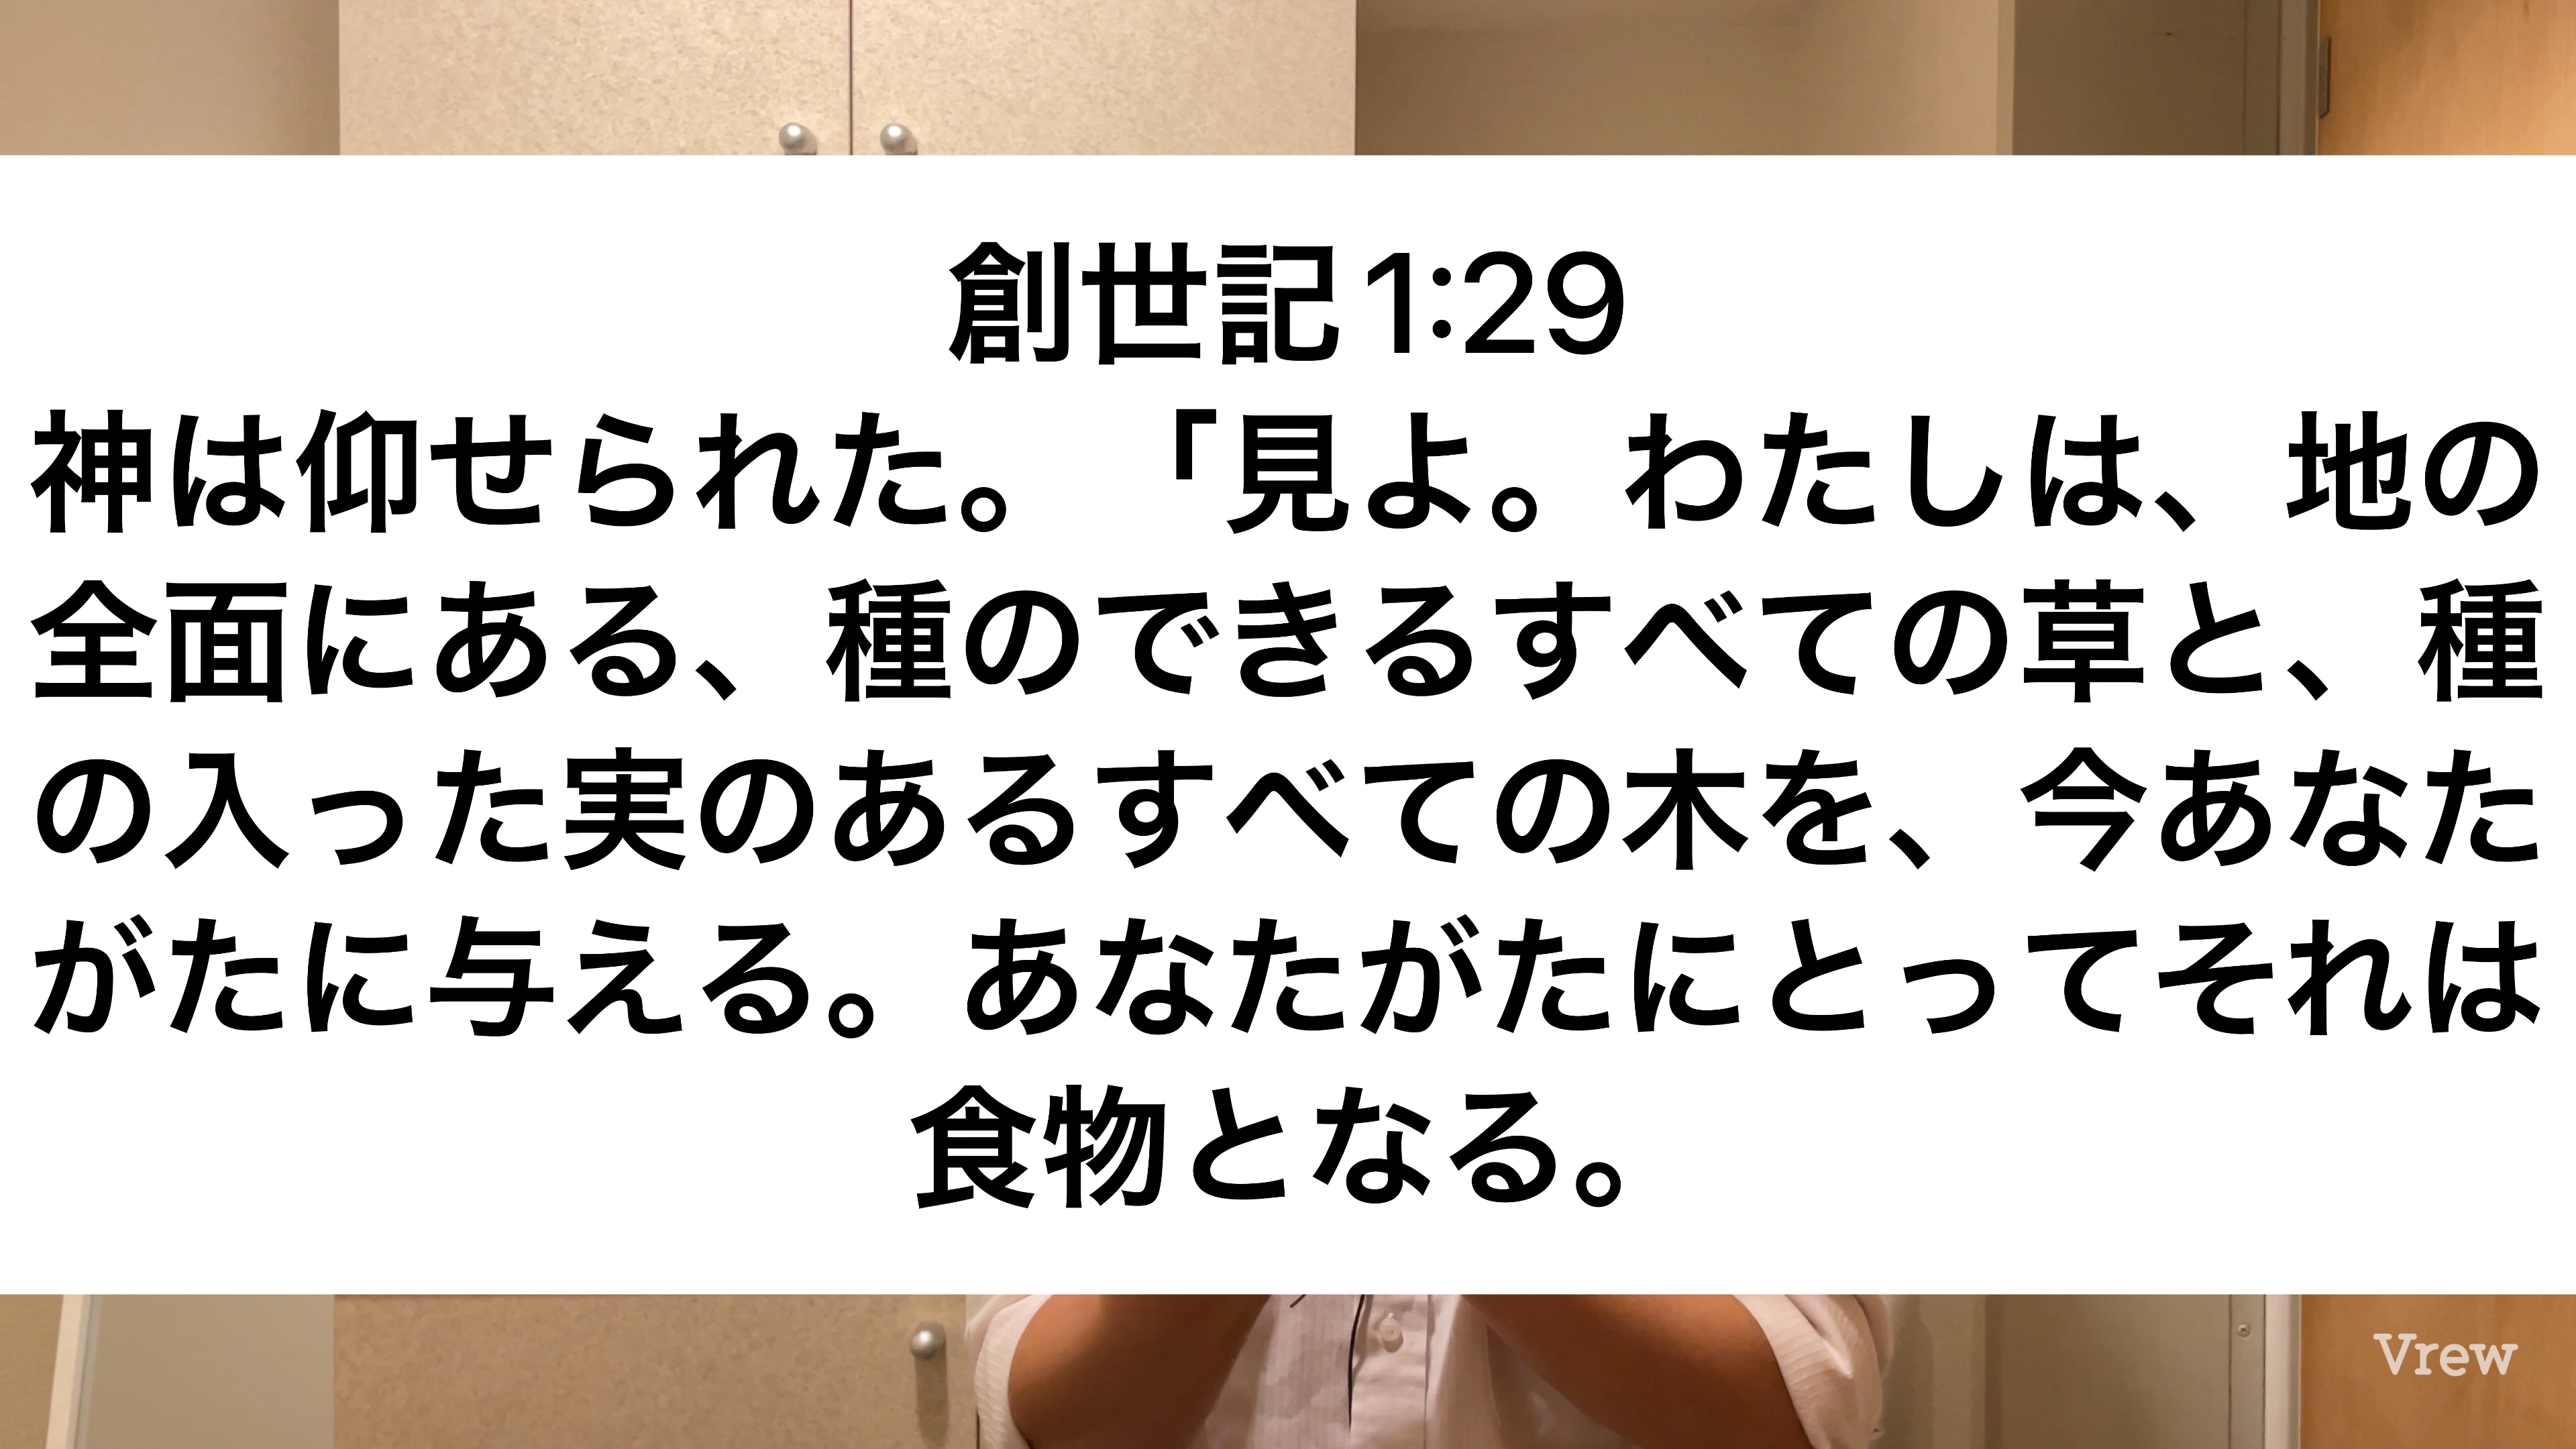 創世記1:29
神は仰せられた。「見よ。わたしは、地の
全面にある、種のできるすべての草と、種
の入った実のあるすべての木を、今あなた
がたに与える。あなたがたにとってそれは
食物となる。
Vrew